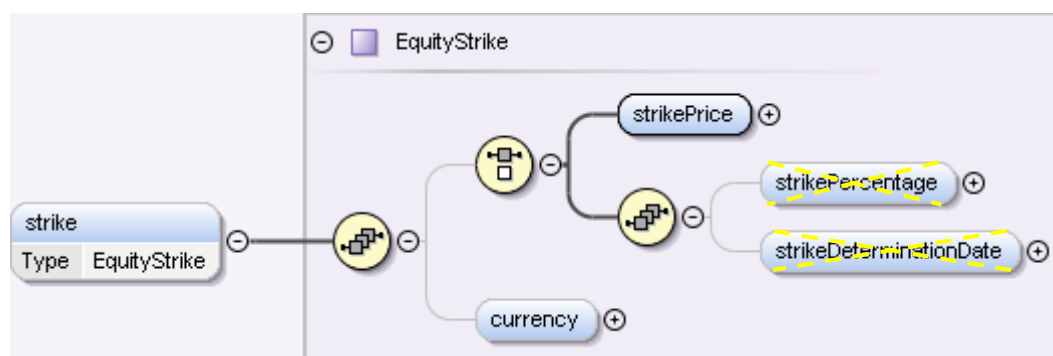 EquityStrike
strikePrice
strikePercentage
strike
Type EquityStrike
strikeDeterminationDate
currency